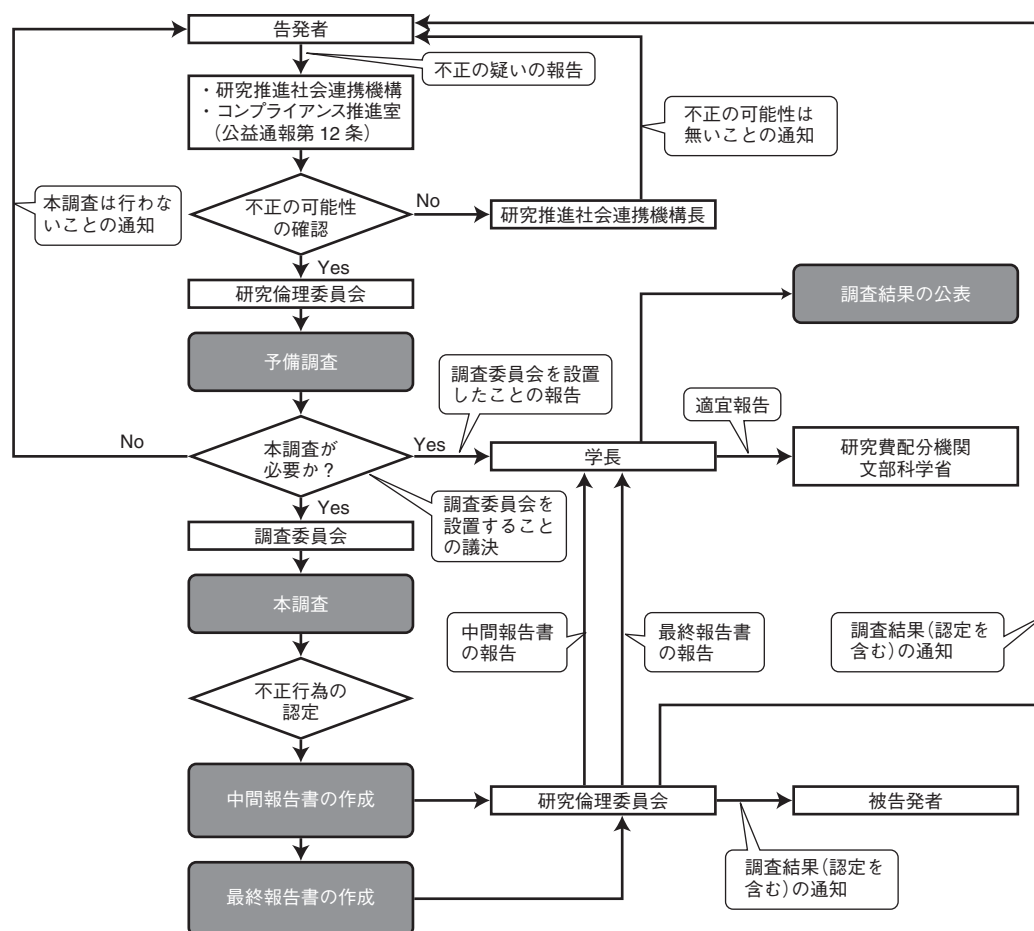 告発者
不正の疑いの報告
・研究推進社会連携機構
・コンプライアンス推進室
（公益通報第 12 条）
不正の可能性は
無いことの通知
本調査は行わな
いことの通知
不正の可能性
の確認
No
研究推進社会連携機構長
Yes
研究倫理委員会
調査結果の公表
予備調査
調査委員会を設置
したことの報告
適宜報告
No
本調査が
必要か？
Yes
学長
研究費配分機関
文部科学省
Yes
調査委員会を
設置すること
の議決
調査委員会
本調査
中間報告書
の報告
最終報告書
の報告
調査結果（認定を
含む）の通知
不正行為の
認定
中間報告書の作成
研究倫理委員会
被告発者
調査結果（認定を
含む）の通知
最終報告書の作成